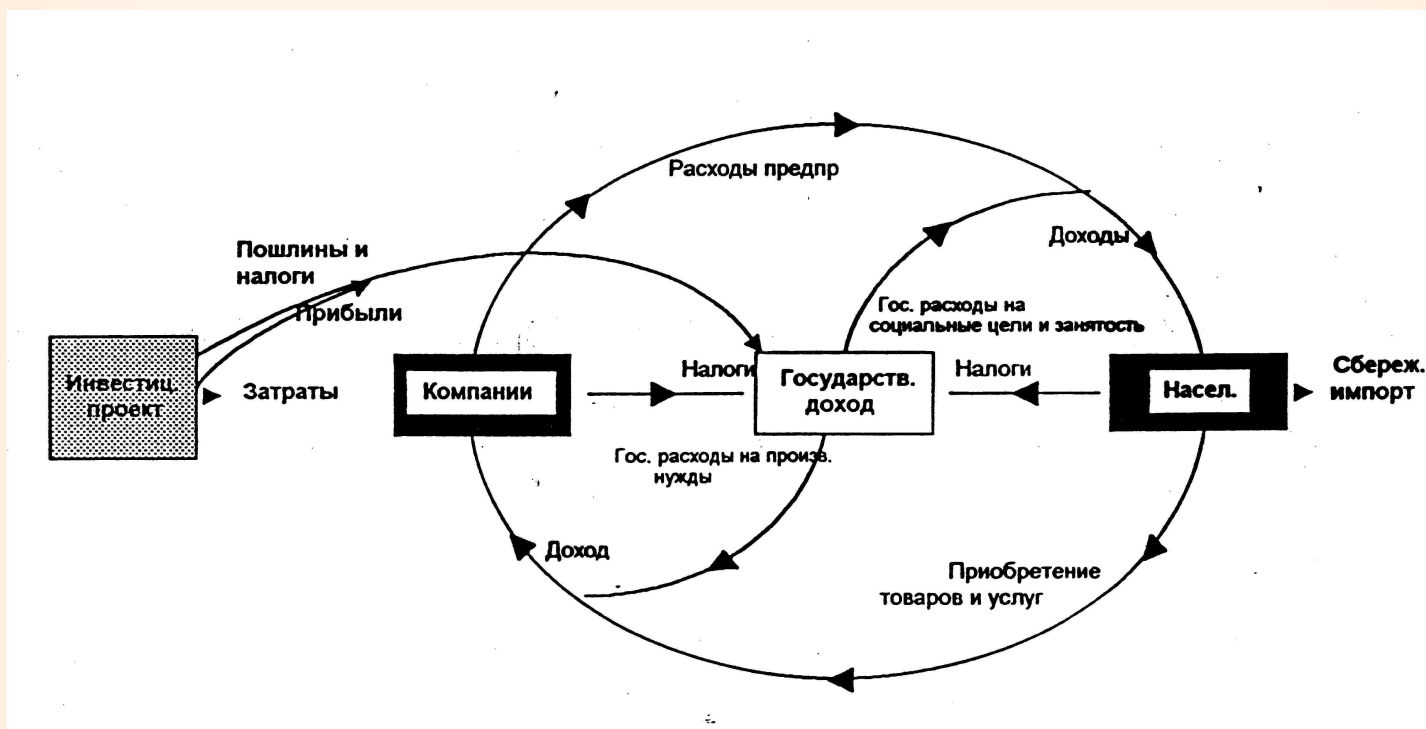 Расходы предпр
Доходы
Пошлины и
налоги
Прибыли
Гос. расходы на
социальные цели и занятость
Инвестиц.
проект
Затраты
Компании
Налоги
Государств.
доход
Налоги
Насел.
Сбереж.
импорт
Гос. расходы на произв.
нужды
Доход
Приобретение
товаров и услуг